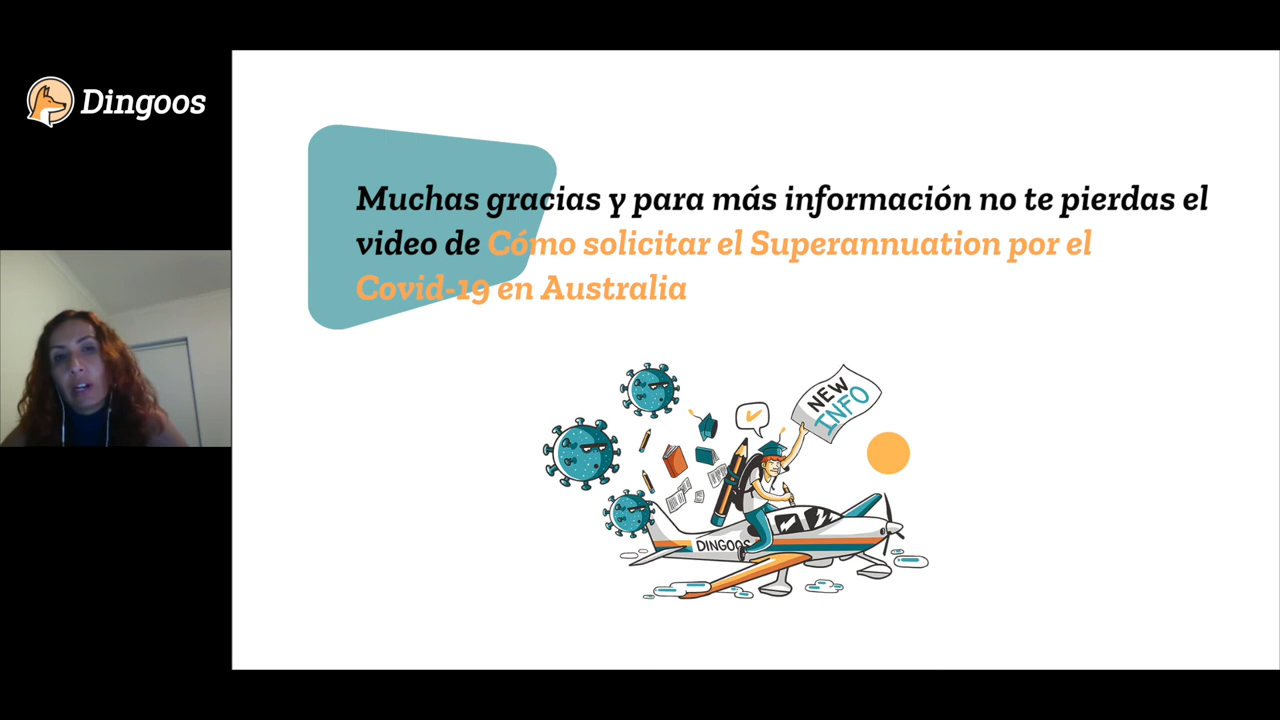 Dingoos
Muchas gracias y para más información no te pierdas el
video de Cómo solicitar el Superannuation por el
Covid-19 en Australia
NEW
INFO
DINGOOS